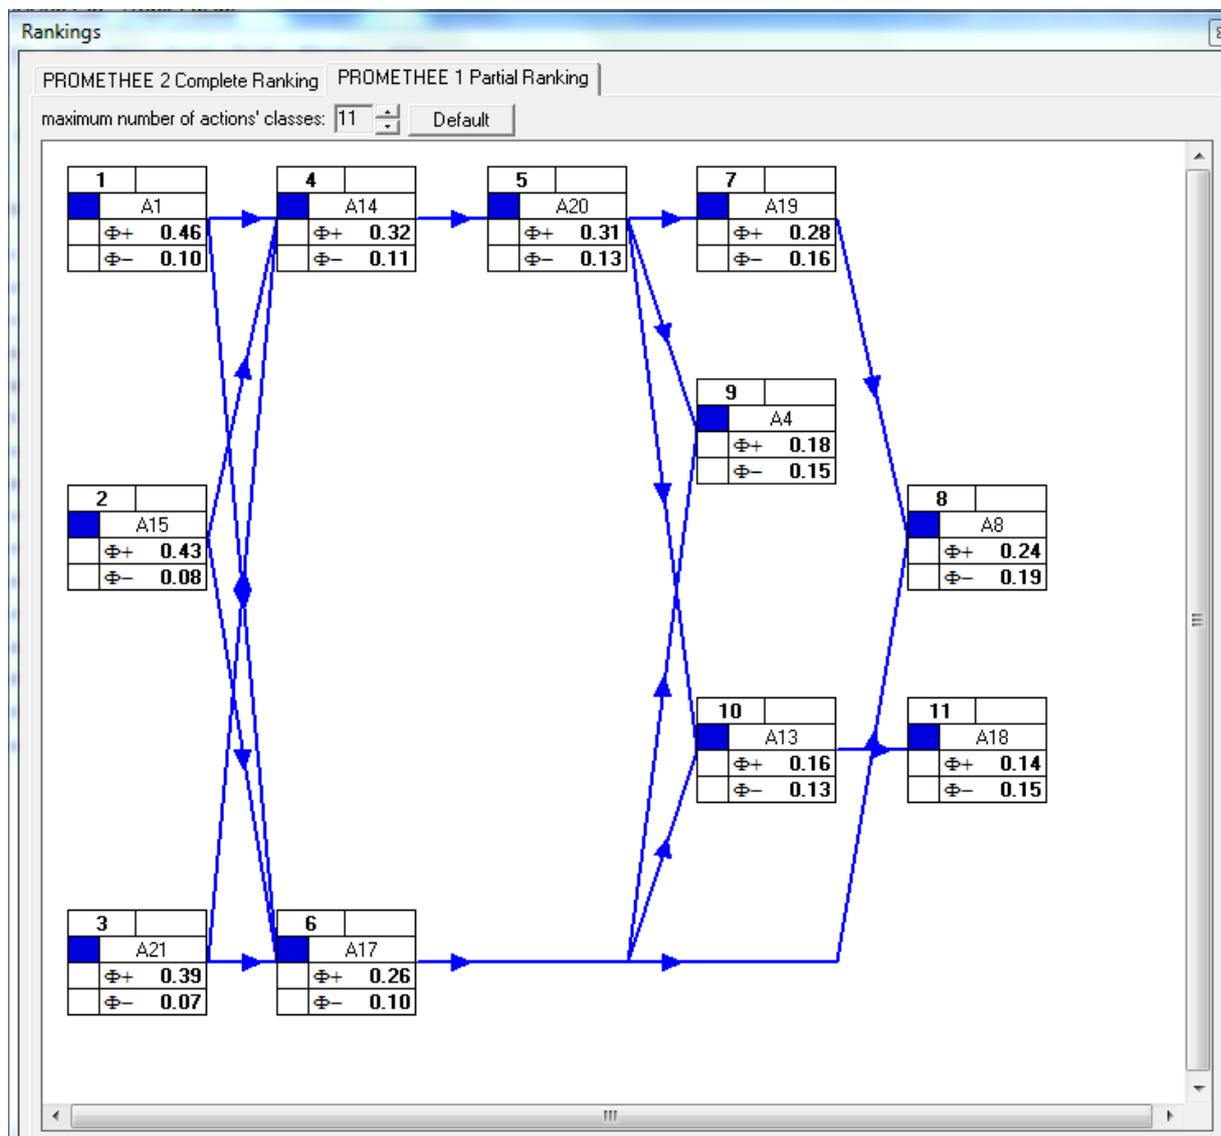 Rankings
PROMETHEE 2 Complete Ranking PROMETHEE 1 Partial Ranking
maximum number of actions' classes: 11 Default
1 4 5 7
A1 A14 A20 A19
Φ+ 0.46 Φ+ 0.32 Φ+ 0.31 Φ+ 0.28
Φ− 0.10 Φ− 0.11 Φ− 0.13 Φ− 0.16
9
A4
Φ+ 0.18
Φ− 0.15
2 8
A15 A8
Φ+ 0.43 Φ+ 0.24
Φ− 0.08 Φ− 0.19
10 11
A13 A18
Φ+ 0.16 Φ+ 0.14
Φ− 0.13 Φ− 0.15
3 6
A21 A17
Φ+ 0.39 Φ+ 0.26
Φ− 0.07 Φ− 0.10